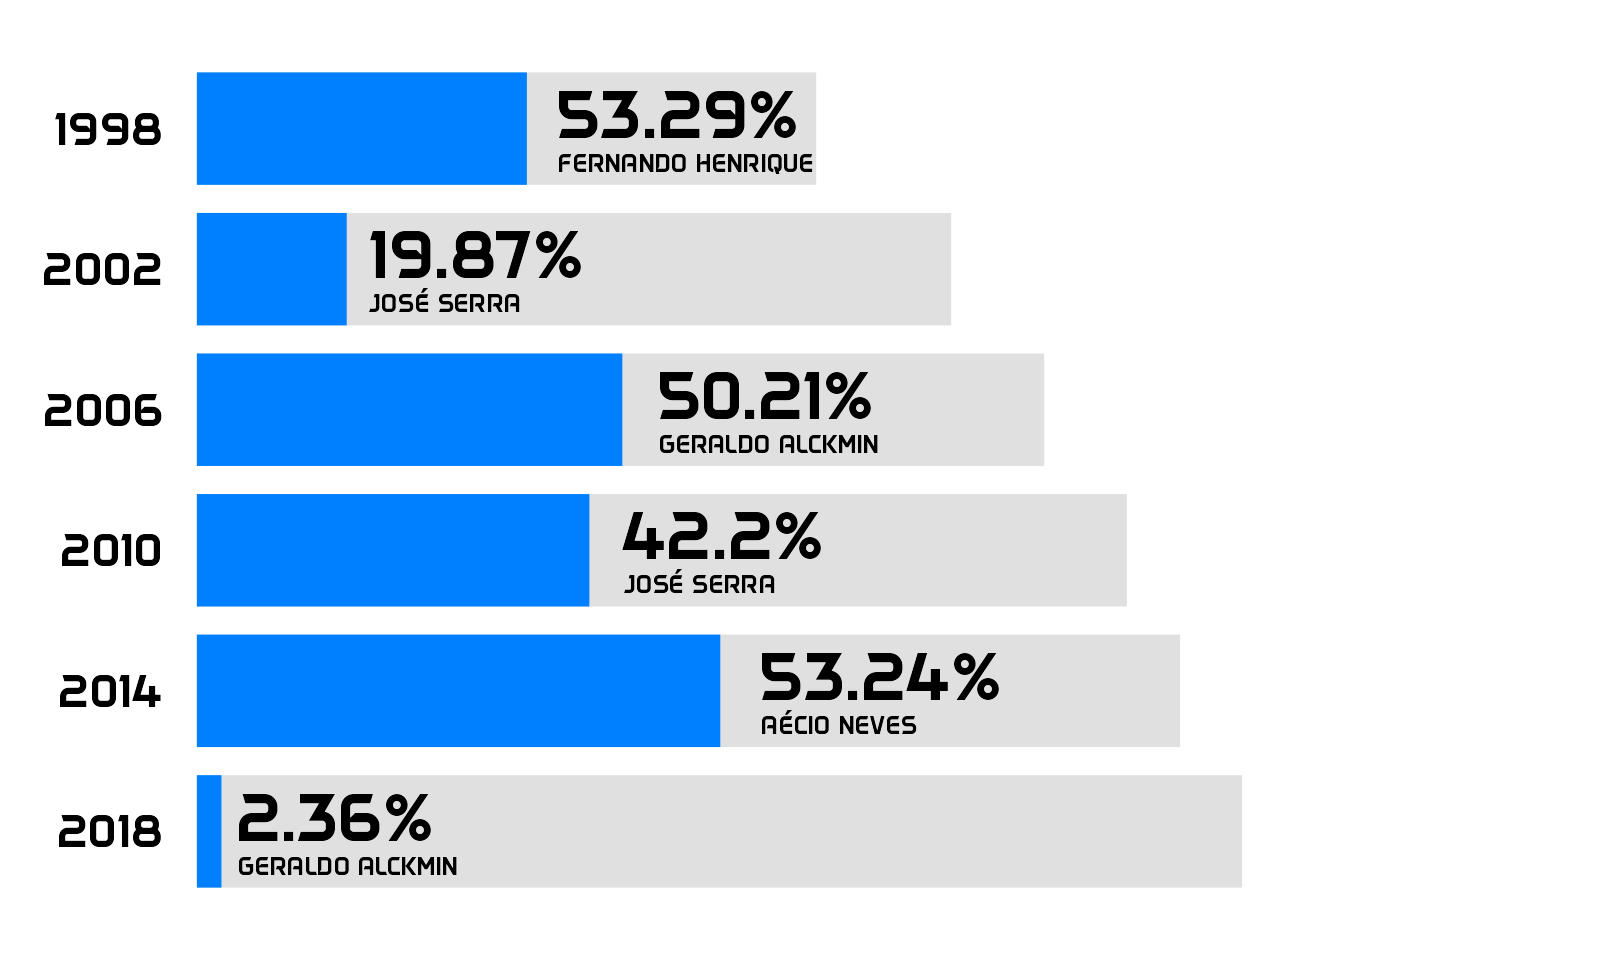 1998
53.29%
FERNANDO HENRIQUE
2002
19.87%
JOSÉ SERRA
2006
50.21%
GERALDO ALCKMIN
2010
42.2%
JOSÉ SERRA
2014
53.24%
AÉCIO NEVES
2018
2.36%
GERALDO ALCKMIN